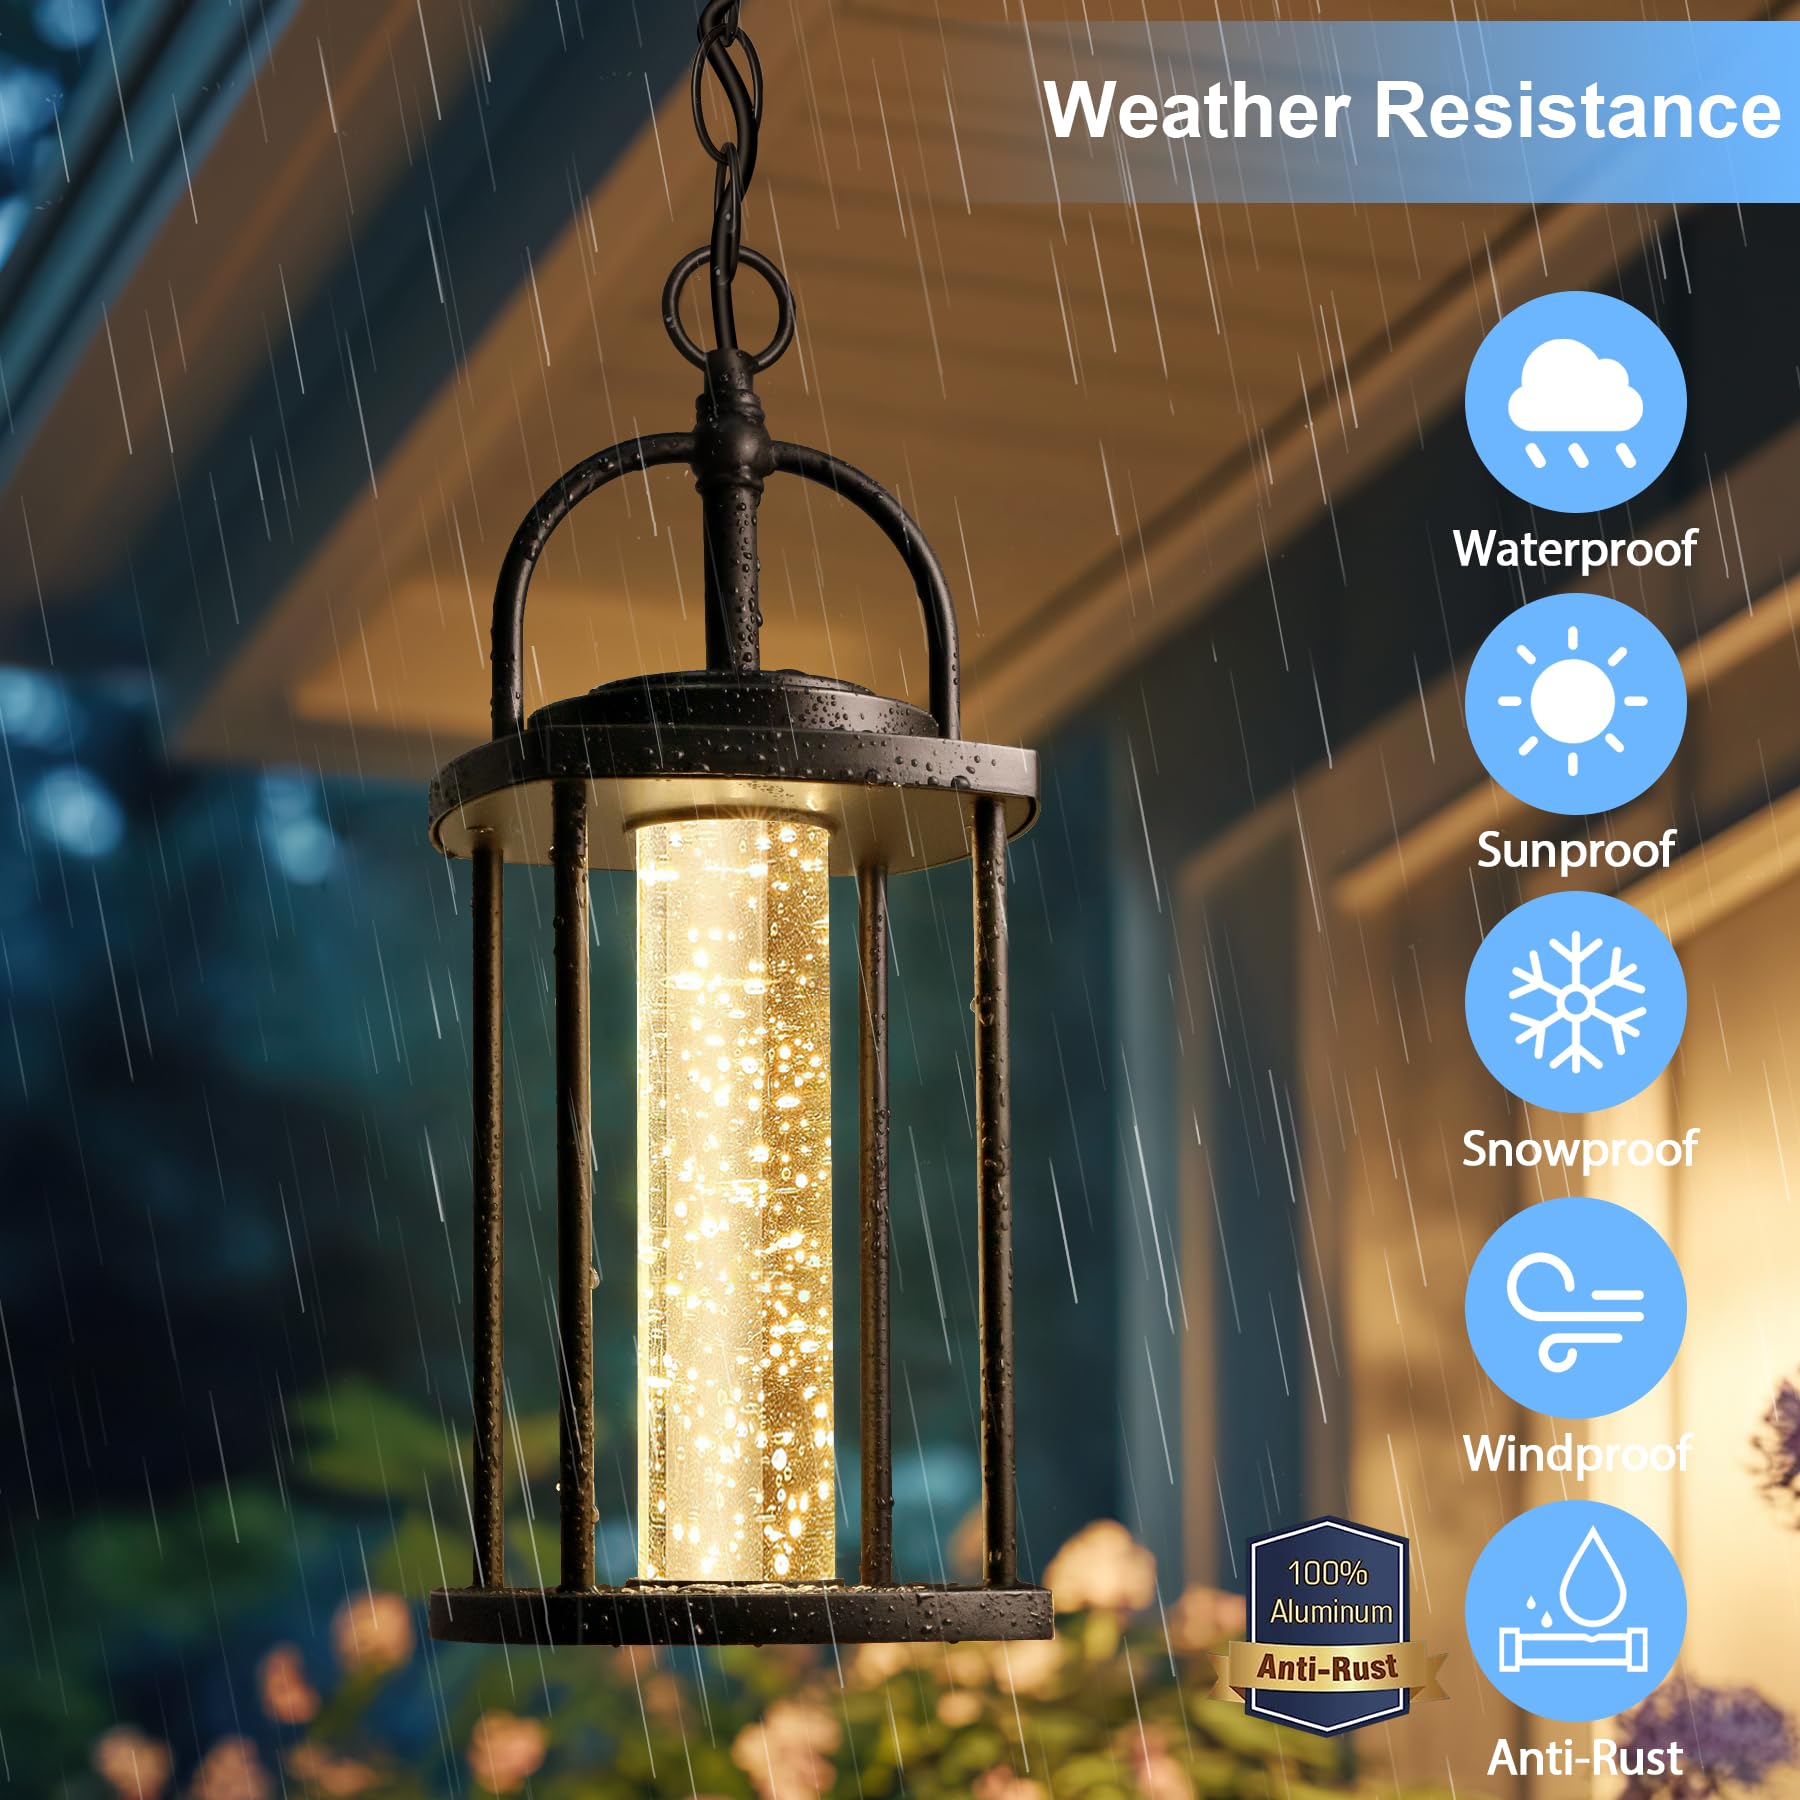 Weather Resistance
Waterproof
Sunproof
Snowproof
Windproof
100%
Aluminum
Anti-Rust
Anti-Rust